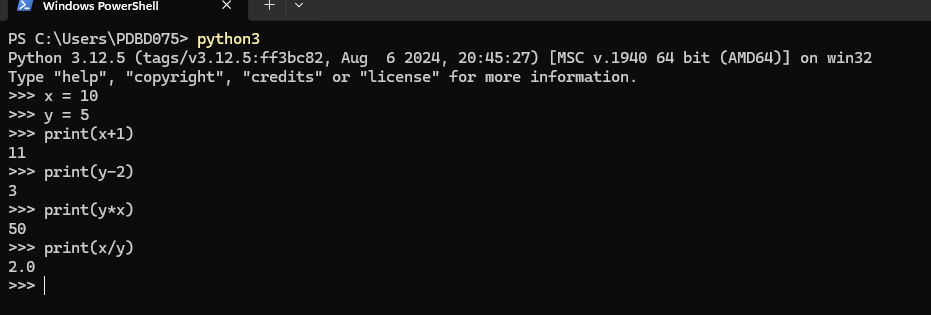 Windows PowerShell
PS C:\Users\PDBD075> python3
Python 3.12.5 (tags/v3.12.5:ff3bc82, Aug  6 2024, 20:45:27) [MSC v.1940 64 bit (AMD64)] on win32
Type "help", "copyright", "credits" or "license" for more information.
>>> x = 10
>>> y = 5
>>> print(x+1)
11
>>> print(y-2)
3
>>> print(y*x)
50
>>> print(x/y)
2.0
>>>